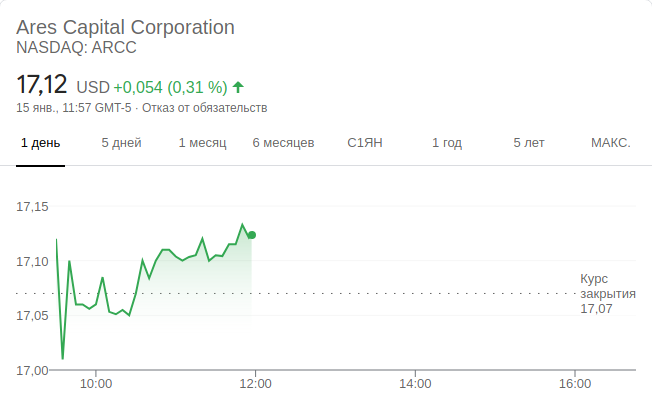 Ares Capital Corporation
NASDAQ: ARCC
17,12 USD +0,054 (0,31 %)
15 янв., 11:57 GMT-5 · Отказ от обязательств
1 день 5 дней 1 месяц 6 месяцев С1ЯН 1 год 5 лет МАКС.
17,15
17,10
Курс
закрытия
17,07
17,05
17,00
10:00 12:00 14:00 16:00